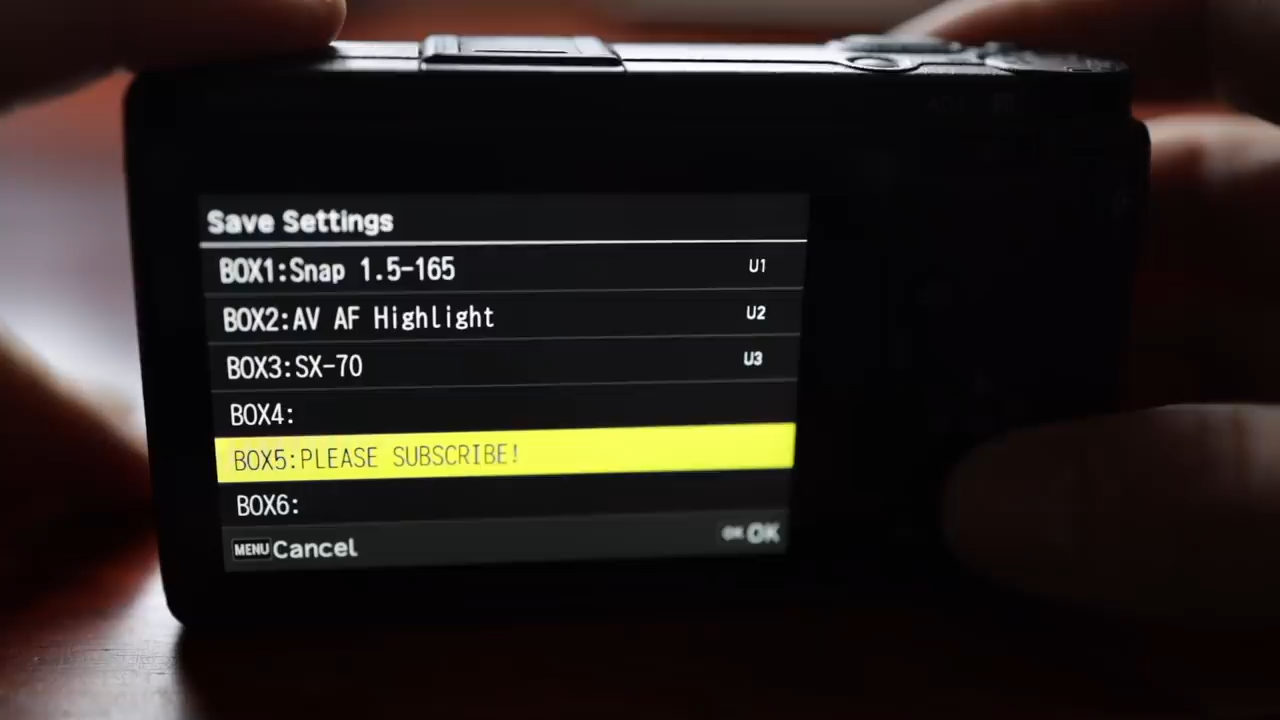 Save Settings
BOX1:Snap 1.5-165 U1
BOX2:AV AF Highlight U2
BOX3:SX-70 U3
BOX4:
BOX5:PLEASE SUBSCRIBE!
BOX6:
MENU Cancel OK OK